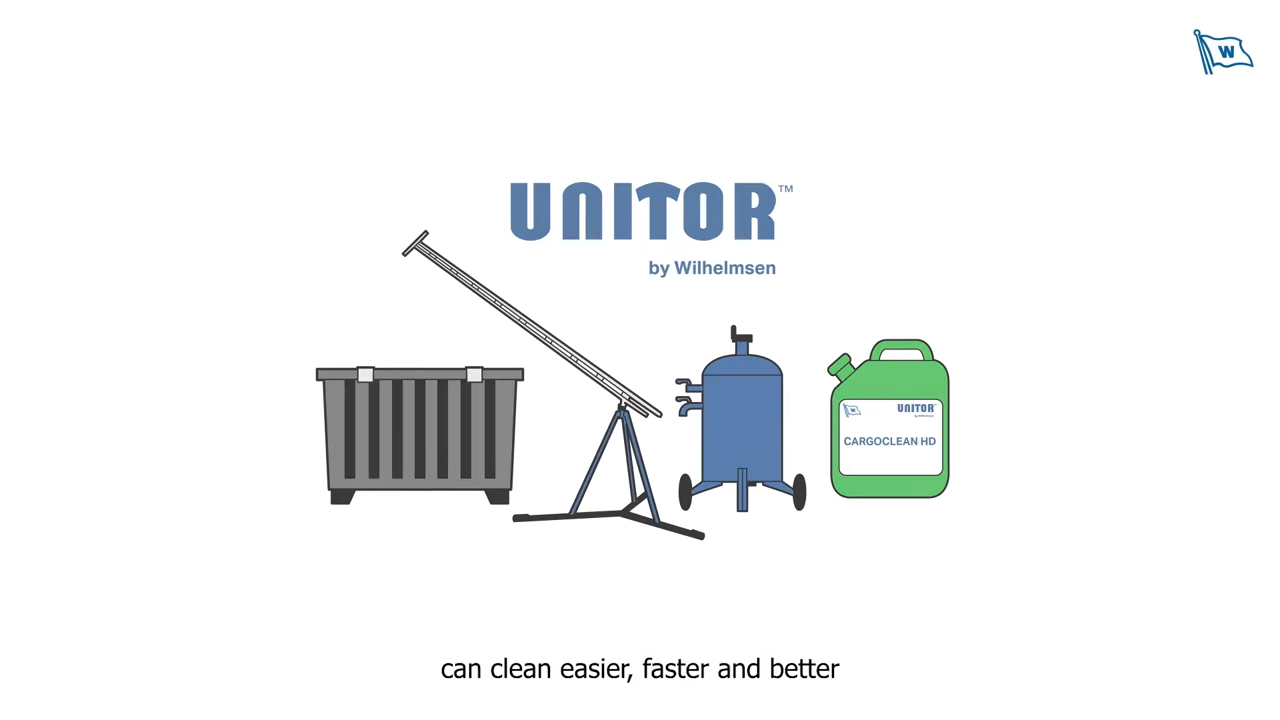 W
UNITOR™
by Wilhelmsen
W
UNITOR
CARGOCLEAN HD
can clean easier, faster and better